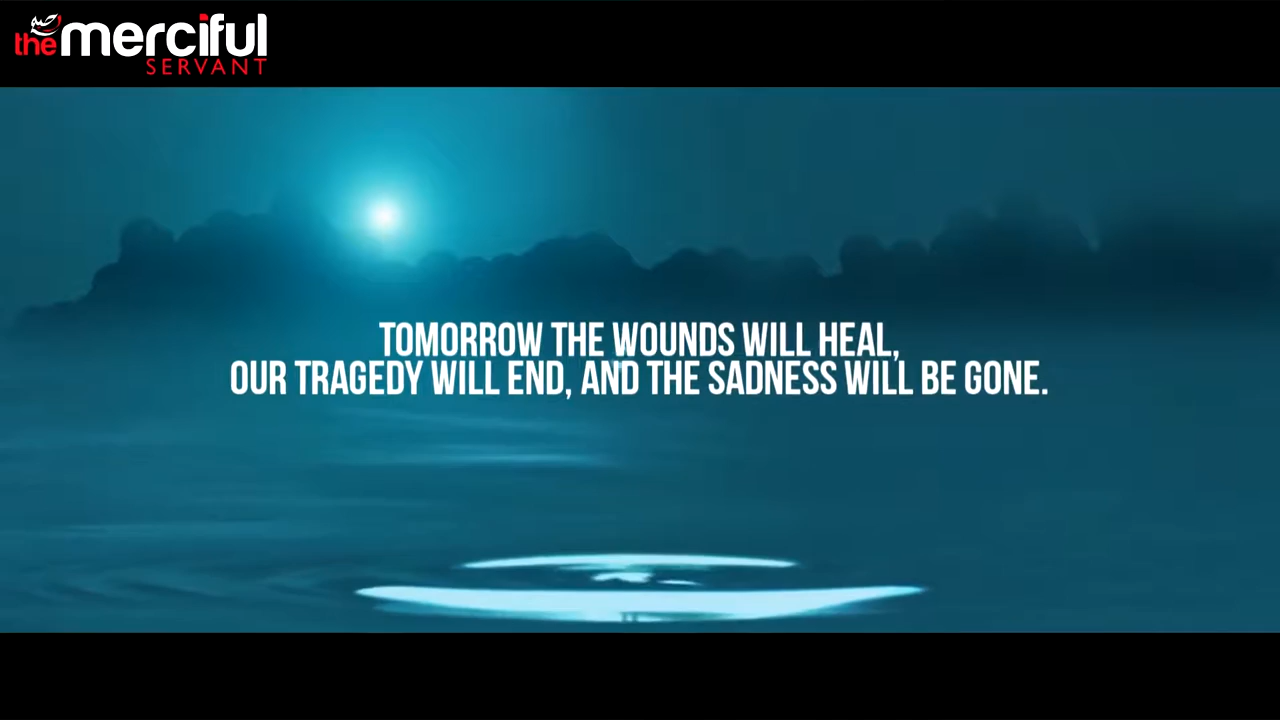 the merciful
SERVANT
TOMORROW THE WOUNDS WILL HEAL,
OUR TRAGEDY WILL END, AND THE SADNESS WILL BE GONE.